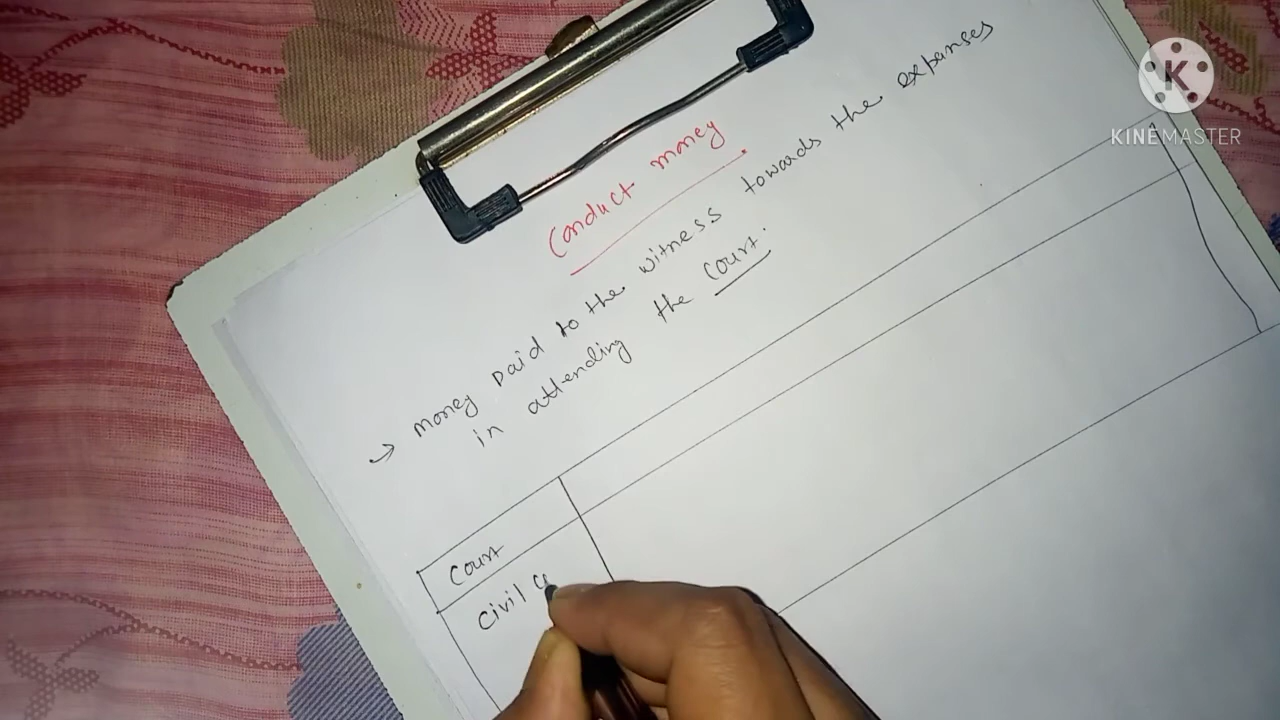 Conduct money
→ money paid to the witness towards the expenses
in attending the Court.
Court
Civil
K
KINEMASTER